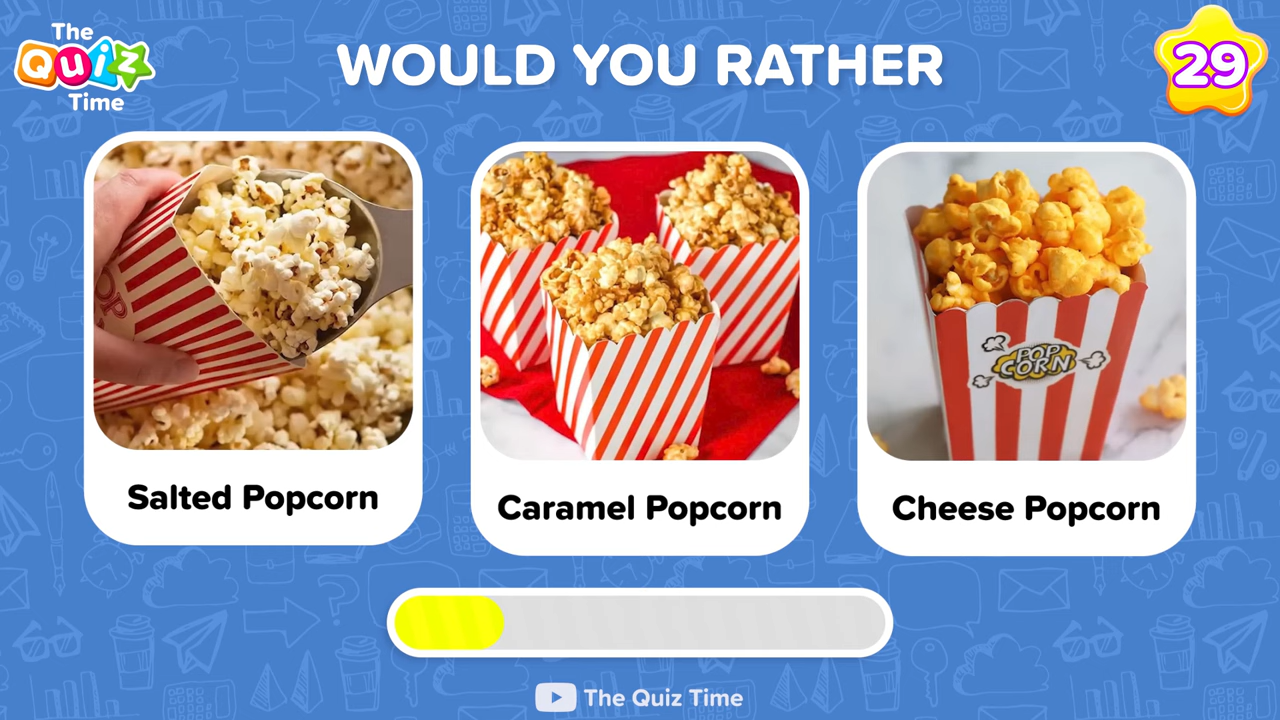 The
Quiz
Time
WOULD YOU RATHER
29
POP
Salted Popcorn
Caramel Popcorn
POP
CORN
Cheese Popcorn
The Quiz Time